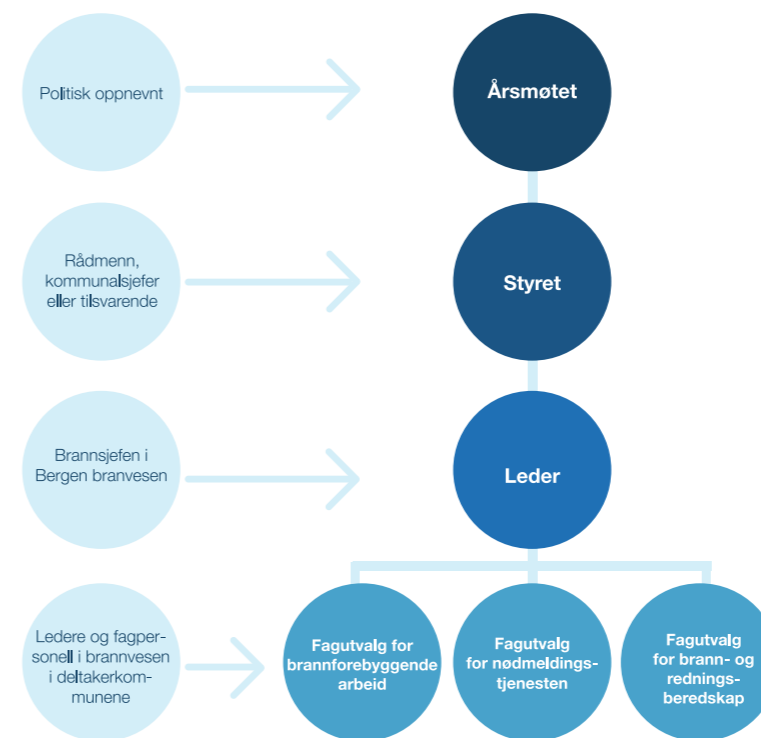 Politisk oppnevnt
Årsmøtet
Rådmenn,
kommunalsjefer
eller tilsvarende
Styret
Brannsjefen i
Bergen branvesen
Leder
Ledere og fagper-
sonell i brannvesen
i deltakerkom-
munene
Fagutvalg for
brannforebyggende
arbeid
Fagutvalg
for nødmeldings-
tjenesten
Fagutvalg
for brann- og
rednings-
beredskap